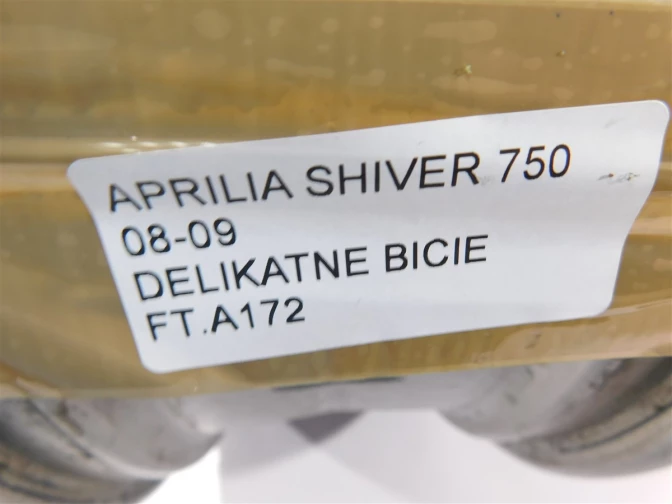 APRILIA SHIVER 750
08-09
DELIKATNE BICIE
FT.A172